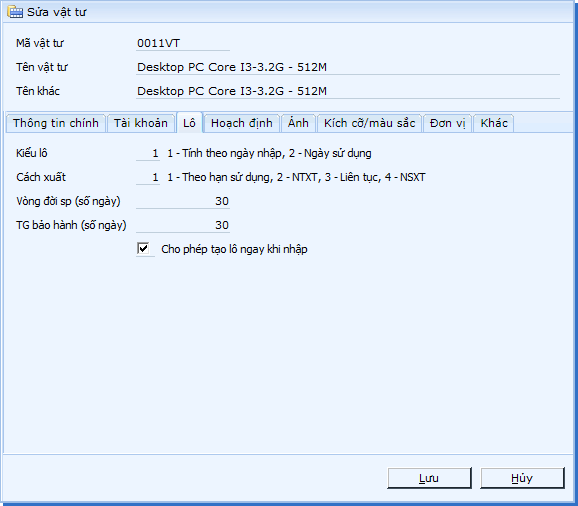 Sửa vật tư
Mã vật tư 0011VT
Tên vật tư Desktop PC Core I3-3.2G - 512M
Tên khác Desktop PC Core I3-3.2G - 512M
Thông tin chính Tài khoản Lô Hoạch định Ảnh Kích cỡ/màu sắc Đơn vị Khác
Kiểu lô 1 1 - Tính theo ngày nhập, 2 - Ngày sử dụng
Cách xuất 1 1 - Theo hạn sử dụng, 2 - NTXT, 3 - Liên tục, 4 - NSXT
Vòng đời sp (số ngày) 30
TG bảo hành (số ngày) 30
Cho phép tạo lô ngay khi nhập
Lưu Hủy